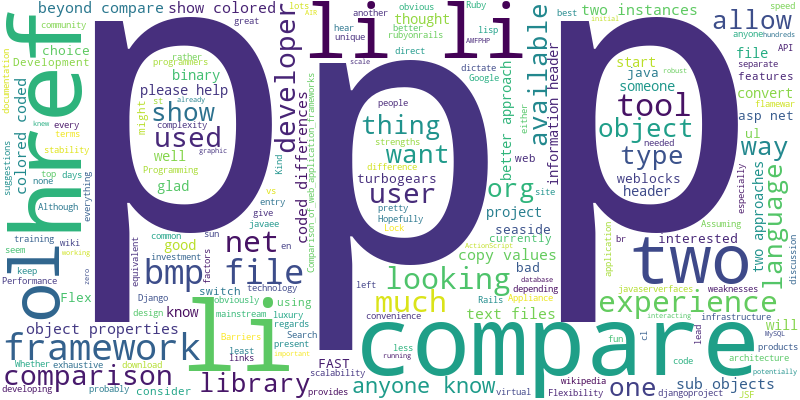 beyond compare show colored
great
lots
AIR
hear
unique
li li
another
obvious
rubyonrails
Ruby
lisp
AMFPHP
best
two instances
speed
anyone
hundreds
allow
API
community
choice
Development
documentation
href
colored coded
binary
please help
developer
rather
programmers
might
st
already
show
used
complexity
graphic
well
Programming
glad
p p p
better
thought
direct
scale
dictate
Google
available
file
java
separate
features
convert
flamewar
start
someone
asp net
robust
tool
object
ul
way
needed
type
weblocks
header
people
thing
strengths
want
difference
turbogears
user
either
better approach
information header
web
org
site
project
seaside
currently
copy values
bad
depending
database
especially
two approaches
language
Assuming
discussion
interested
application
br
two
javaserverfaces
weaknesses
experience
infrastructure
will
MySQL
products
architecture
potentially
JSF
knew
every
terms
stability
suggestions
top
days
none
Although
everything
training
wiki
working
seem
keep
Performance
zero
entry
Kind
vs
give
javaee
en
coded differences
Comparison_of_web_application_frameworks
common
sun
good
net
equivalent
investment
factors
technology
bmp file
ol
Flex
Django
switch
obviously
using
design
know
mainstream
luxury
li
object properties
regards
Search
present
Barriers
least
links
important
framework
Whether
exhaustive
download
comparison
developing
probably
consider
library
FAST
scalability
provides
pretty
Hopefully
Lock
left
ActionScript
looking
much
Rails
Appliance
convenience
text files
less
running
compare
fun
interacting
cl
lead
code
anyone know
virtual
wikipedia
Flexibility
one
djangoproject
sub objects